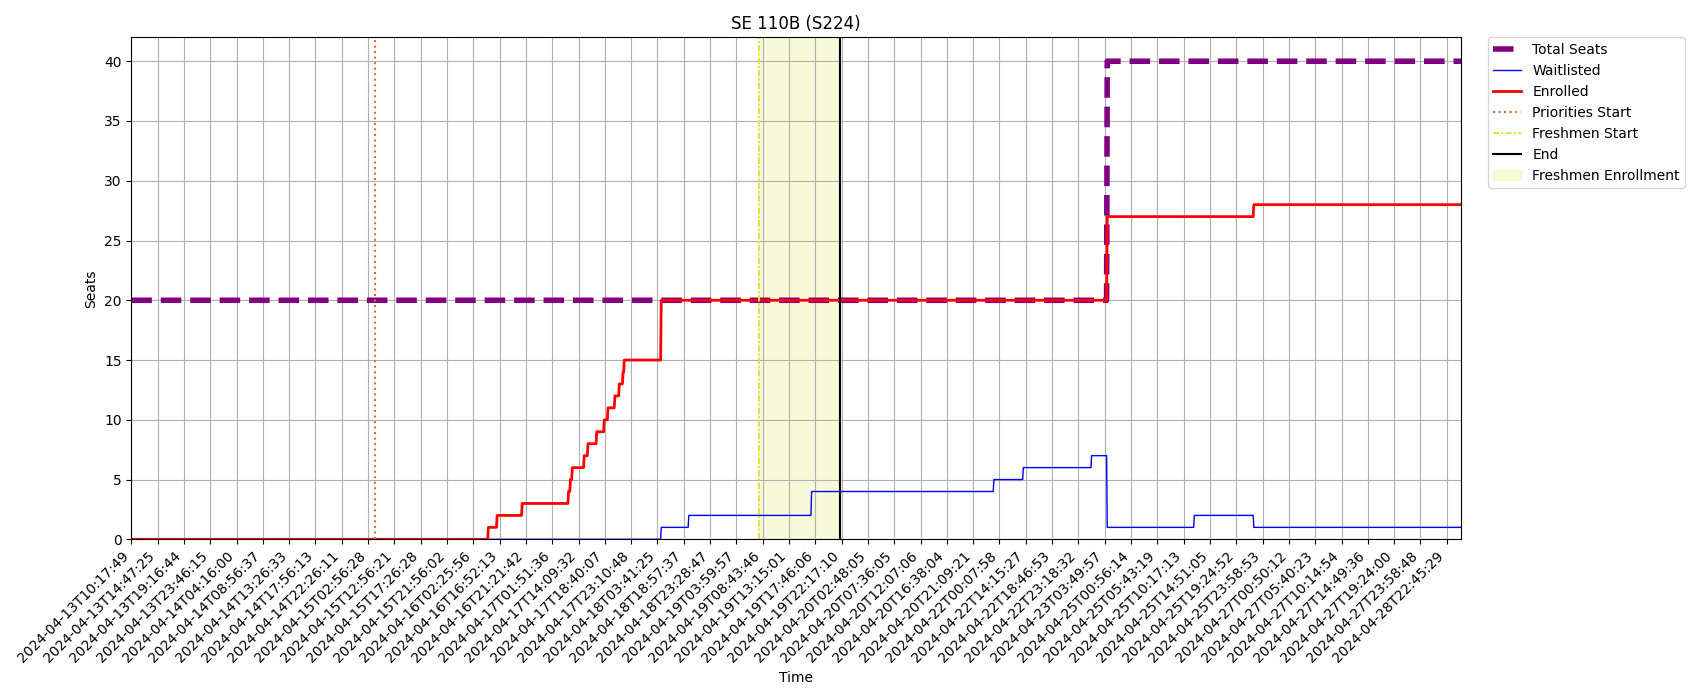 SE 110B (S224)
Total Seats
Waitlisted
Enrolled
Priorities Start
Freshmen Start
End
Freshmen Enrollment
Seats
40
35
30
25
20
15
10
5
0
2024-04-13T10:17:49
2024-04-13T14:47:25
2024-04-13T19:16:44
2024-04-13T23:46:15
2024-04-14T04:16:00
2024-04-14T08:56:37
2024-04-14T13:26:33
2024-04-14T17:56:13
2024-04-14T22:26:11
2024-04-15T02:56:28
2024-04-15T12:56:21
2024-04-15T17:26:28
2024-04-15T21:56:02
2024-04-16T02:25:56
2024-04-16T16:52:13
2024-04-16T21:21:42
2024-04-17T01:51:36
2024-04-17T14:09:32
2024-04-17T18:40:07
2024-04-17T23:10:48
2024-04-18T03:41:25
2024-04-18T18:57:37
2024-04-18T23:28:47
2024-04-19T03:59:57
2024-04-19T08:43:46
2024-04-19T13:15:01
2024-04-19T17:46:06
2024-04-19T22:17:10
2024-04-20T02:48:05
2024-04-20T07:36:05
2024-04-20T12:07:06
2024-04-20T16:38:04
2024-04-20T21:09:21
2024-04-22T00:07:58
2024-04-22T14:15:27
2024-04-22T18:46:53
2024-04-22T23:18:32
2024-04-23T03:49:57
2024-04-25T00:56:14
2024-04-25T05:43:19
2024-04-25T10:17:13
2024-04-25T14:51:05
2024-04-25T19:24:52
2024-04-25T23:58:53
2024-04-27T00:50:12
2024-04-27T05:40:23
2024-04-27T10:14:54
2024-04-27T14:49:36
2024-04-27T19:24:00
2024-04-27T23:58:48
2024-04-28T22:45:29
Time